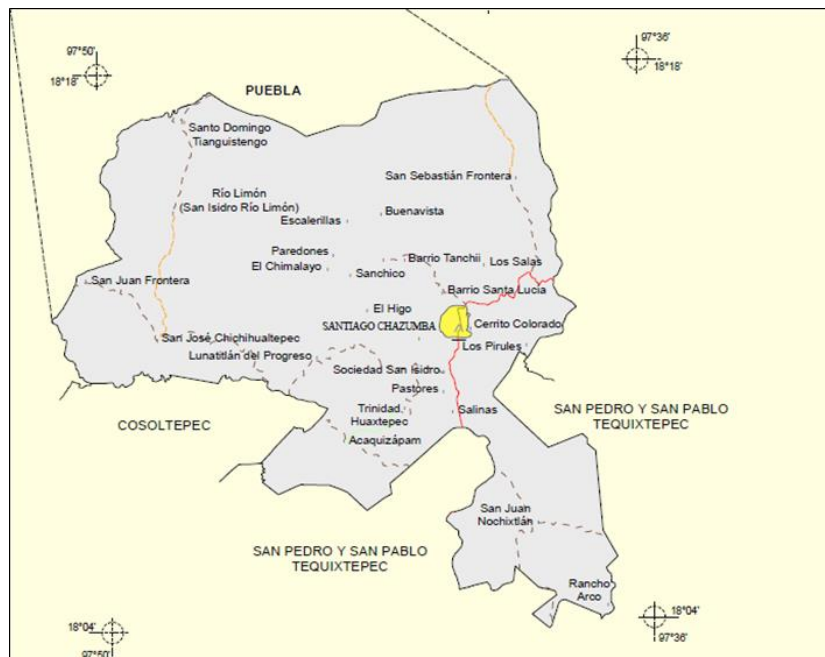 97°50'
18°18'
97°36'
18°18'
PUEBLA
Santo Domingo
Tianguistengo
San Sebastián Frontera
Río Limón
(San Isidro Río Limón)
Escalerillas
Buenavista
Paredones
El Chimalayo
Sanchico
Barrio Tanchii
Los Salas
San Juan Frontera
Barrio Santa Lucia
El Higo
SANTIAGO CHAZUMBA
Cerrito Colorado
San José Chichihualtepec
Los Pirules
Lunatitlán del Progreso
Sociedad San Isidro
Pastores
Trinidad
Huaxtepec
Salinas
Acaquizápam
COSOLTEPEC
SAN PEDRO Y SAN PABLO
TEQUIXTEPEC
San Juan
Nochixtlán
SAN PEDRO Y SAN PABLO
TEQUIXTEPEC
Rancho
Arco
18°04'
97°50'
18°04'
97°36'